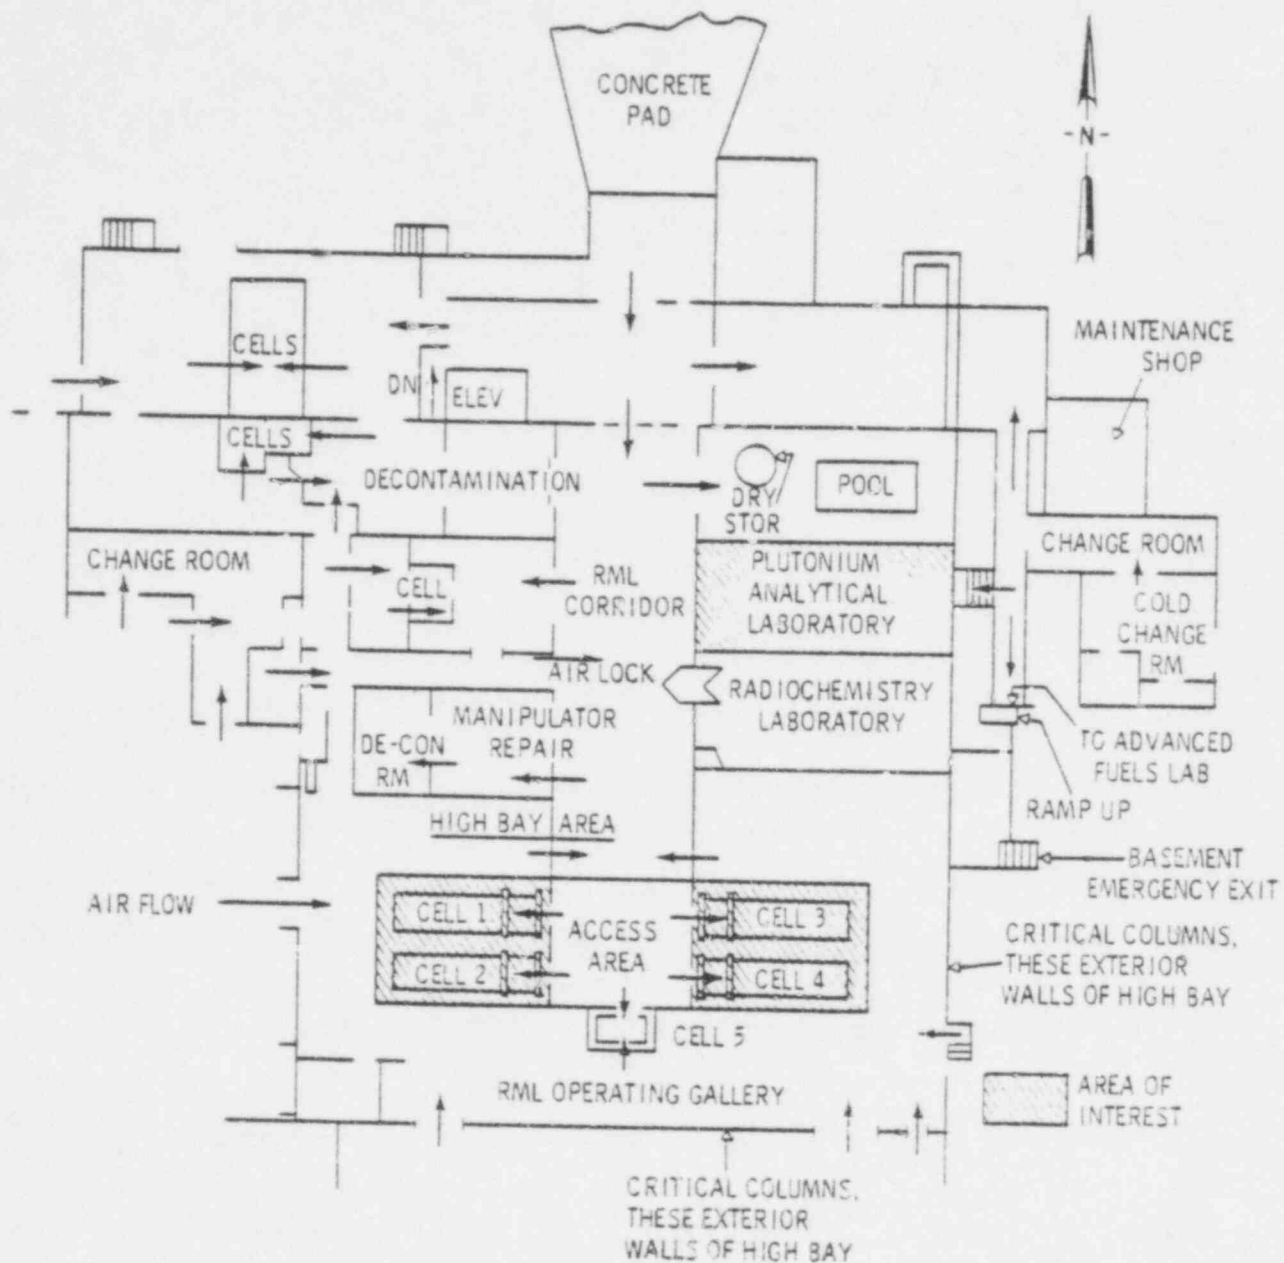 CONCRETE
PAD
- N -
MAINTENANCE
SHOP
CELLS
DN
ELEV
CELLS
DECONTAMINATION
DRY
STOR
POOL
CHANGE ROOM
CELL
RML
CORRIDOR
PLUTONIUM
ANALYTICAL
LABORATORY
CHANGE ROOM
COLD
CHANGE
RM
AIR LOCK
RADIOCHEMISTRY
LABORATORY
MANIPULATOR
REPAIR
DE-CON
RM
TO ADVANCED
FUELS LAB
RAMP UP
HIGH BAY AREA
BASEMENT
EMERGENCY EXIT
AIR FLOW
CELL 1
CELL 2
ACCESS
AREA
CELL 3
CELL 4
CRITICAL COLUMNS,
THESE EXTERIOR
WALLS OF HIGH BAY
CELL 5
RML OPERATING GALLERY
AREA OF
INTEREST
CRITICAL COLUMNS,
THESE EXTERIOR
WALLS OF HIGH BAY